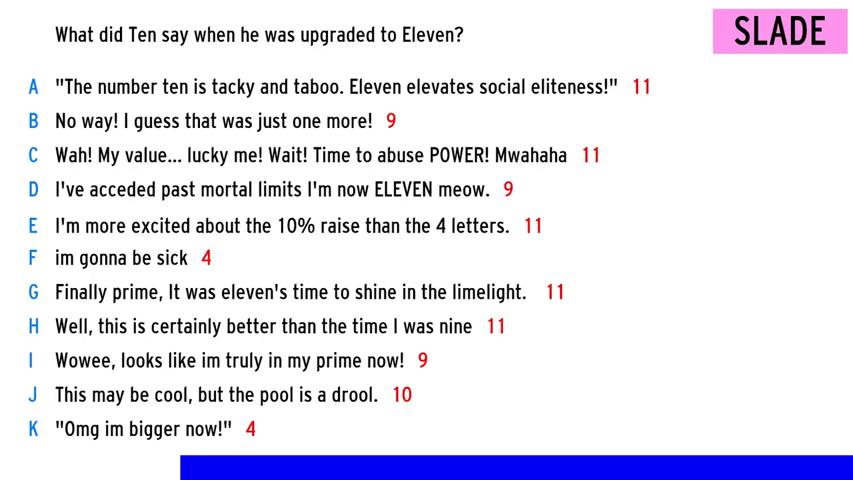 What did Ten say when he was upgraded to Eleven?
SLADE
A "The number ten is tacky and taboo. Eleven elevates social eliteness!" 11
B No way! I guess that was just one more! 9
C Wah! My value... lucky me! Wait! Time to abuse POWER! Mwahaha 11
D I've acceded past mortal limits I'm now ELEVEN meow. 9
E I'm more excited about the 10% raise than the 4 letters. 11
F im gonna be sick 4
G Finally prime, It was eleven's time to shine in the limelight. 11
H Well, this is certainly better than the time I was nine 11
I Wowee, looks like im truly in my prime now! 9
J This may be cool, but the pool is a drool. 10
K "Omg im bigger now!" 4